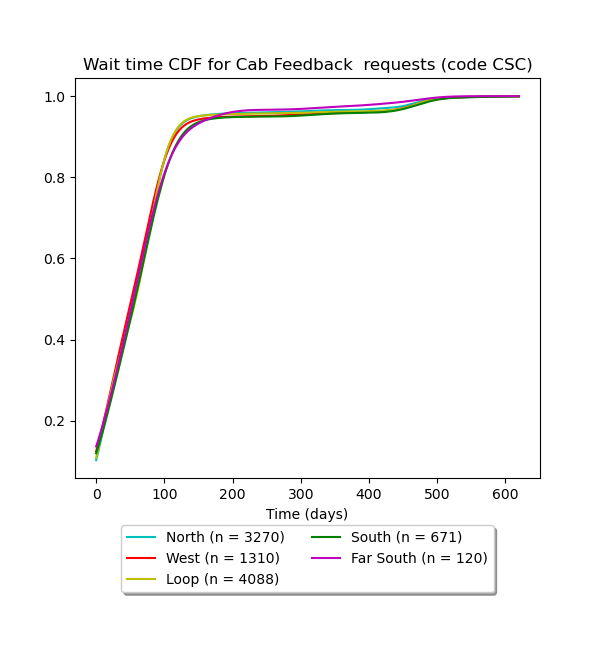 Wait time CDF for Cab Feedback  requests (code CSC)
1.0
0.8
0.6
0.4
0.2
0 100 200 300 400 500 600
Time (days)
North (n = 3270)
West (n = 1310)
Loop (n = 4088)
South (n = 671)
Far South (n = 120)